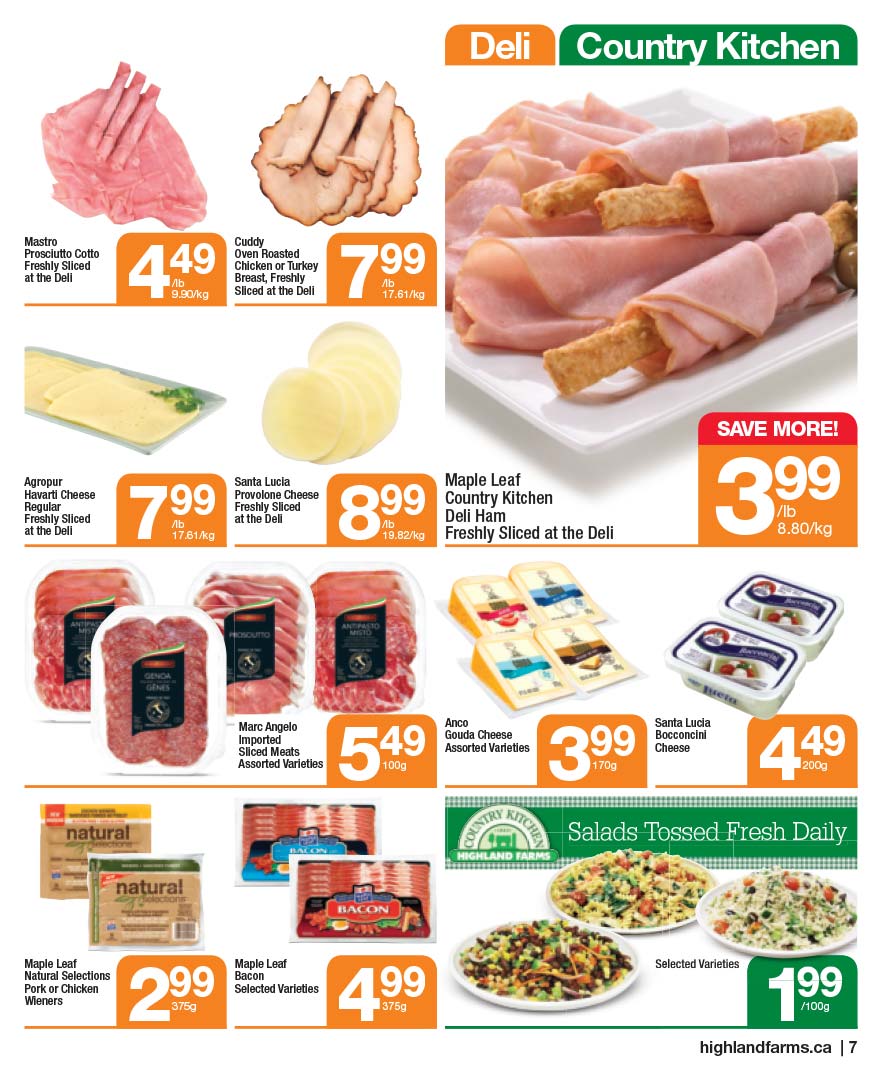 Deli
Country Kitchen
Mastro
Prosciutto Cotto
Freshly Sliced
at the Deli
4.49
/lb
9.90/kg
Cuddy
Oven Roasted
Chicken or Turkey
Breast, Freshly
Sliced at the Deli
7.99
/lb
17.61/kg
Agropur
Havarti Cheese
Regular
Freshly Sliced
at the Deli
7.99
/lb
17.61/kg
Santa Lucia
Provolone Cheese
Freshly Sliced
at the Deli
8.99
/lb
19.82/kg
Maple Leaf
Country Kitchen
Deli Ham
Freshly Sliced at the Deli
SAVE MORE!
3.99
/lb
8.80/kg
ANTIPASTO
MISTO
PROSCIUTTO
GENOA
GÊNES
Marc Angelo
Imported
Sliced Meats
Assorted Varieties
5.49
100g
Anco
Gouda Cheese
Assorted Varieties
3.99
170g
Bocconcini
Bocconcini
Lucia
Santa Lucia
Bocconcini
Cheese
4.49
200g
natural
selections
natural
selections
Maple Leaf
Natural Selections
Pork or Chicken
Wieners
2.99
375g
BACON
BACON
Maple Leaf
Bacon
Selected Varieties
4.99
375g
COUNTRY KITCHEN
HIGHLAND FARMS
Salads Tossed Fresh Daily
Selected Varieties
1.99
/100g
highlandfarms.ca | 7